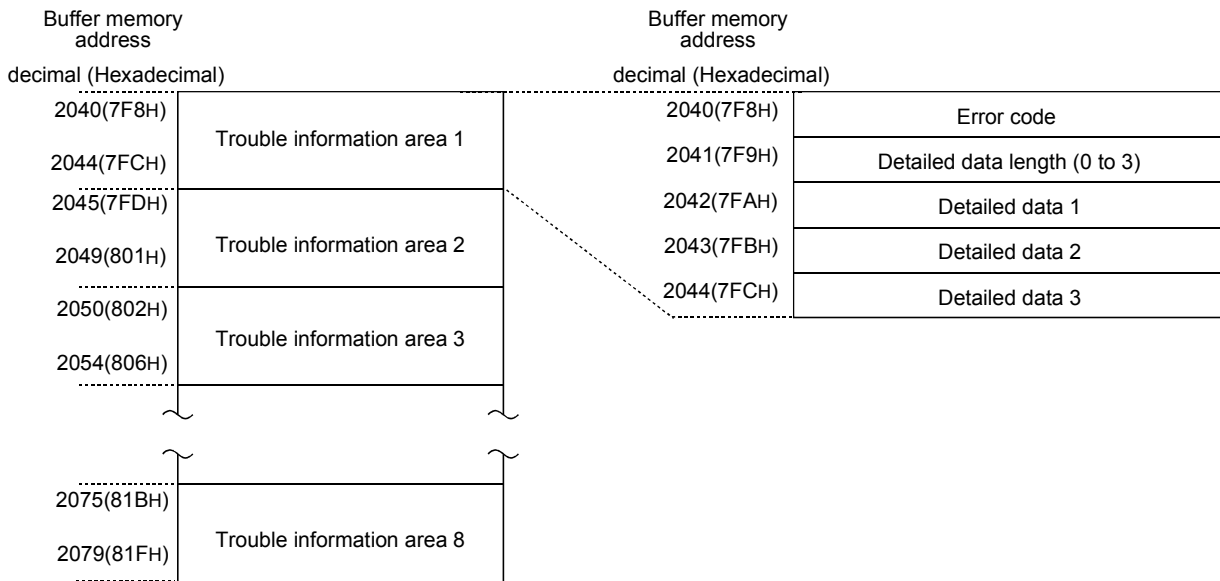 Buffer memory
address
decimal (Hexadecimal)
2040(7F8H)
Trouble information area 1
2044(7FCH)
2045(7FDH)
Trouble information area 2
2049(801H)
2050(802H)
Trouble information area 3
2054(806H)
2075(81BH)
Trouble information area 8
2079(81FH)
Buffer memory
address
decimal (Hexadecimal)
2040(7F8H)
Error code
2041(7F9H)
Detailed data length (0 to 3)
2042(7FAH)
Detailed data 1
2043(7FBH)
Detailed data 2
2044(7FCH)
Detailed data 3